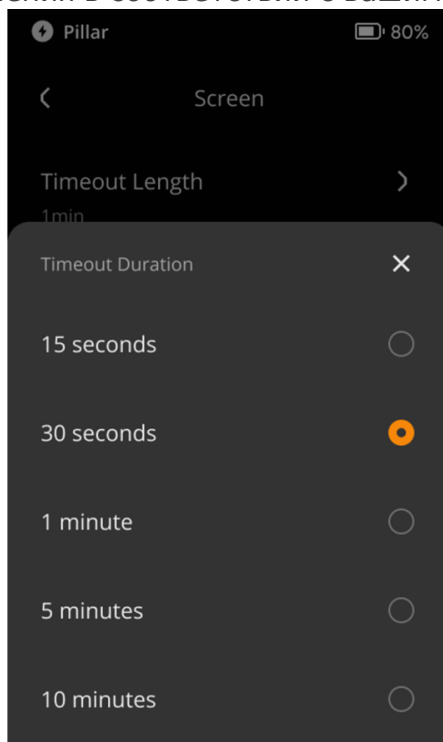 Pillar 80%
Screen
Timeout Length
1min
Timeout Duration
15 seconds
30 seconds
1 minute
5 minutes
10 minutes